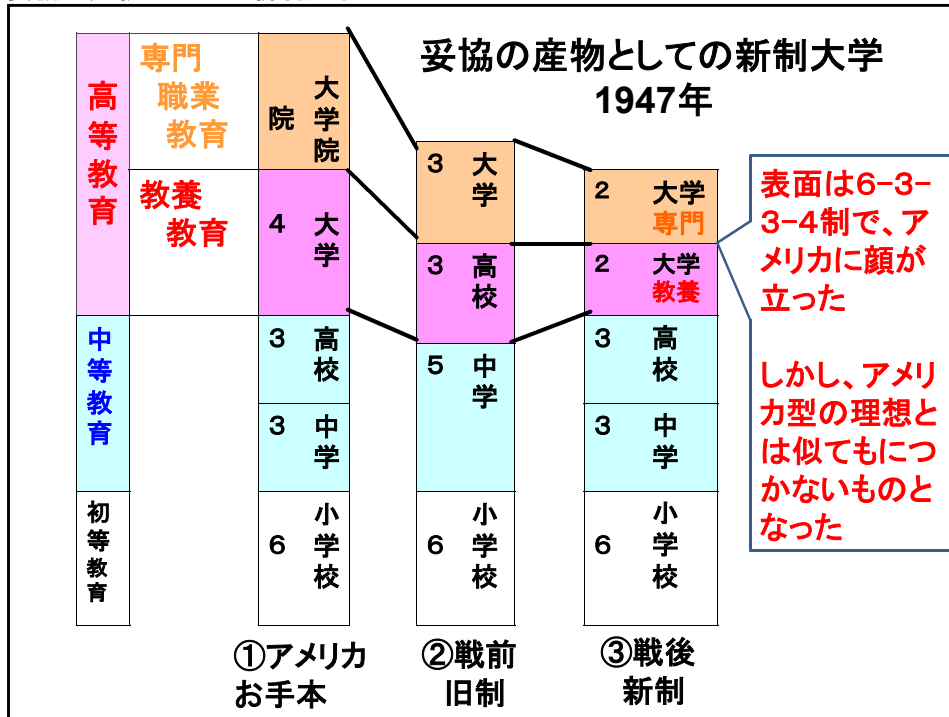 妥協の産物としての新制大学
1947年
高等教育
専門
職業
教育
教養
教育
中等教育
初等教育
大学院
院
4 大学
3 高校
3 中学
6 小学校
①アメリカ
お手本
3 大学
3 高校
5 中学
6 小学校
②戦前
旧制
2 大学
専門
2 大学
教養
3 高校
3 中学
6 小学校
③戦後
新制
表面は6-3-
3-4制で、ア
メリカに顔が
立った
しかし、アメリ
カ型の理想と
は似てもにつ
かないものと
なった